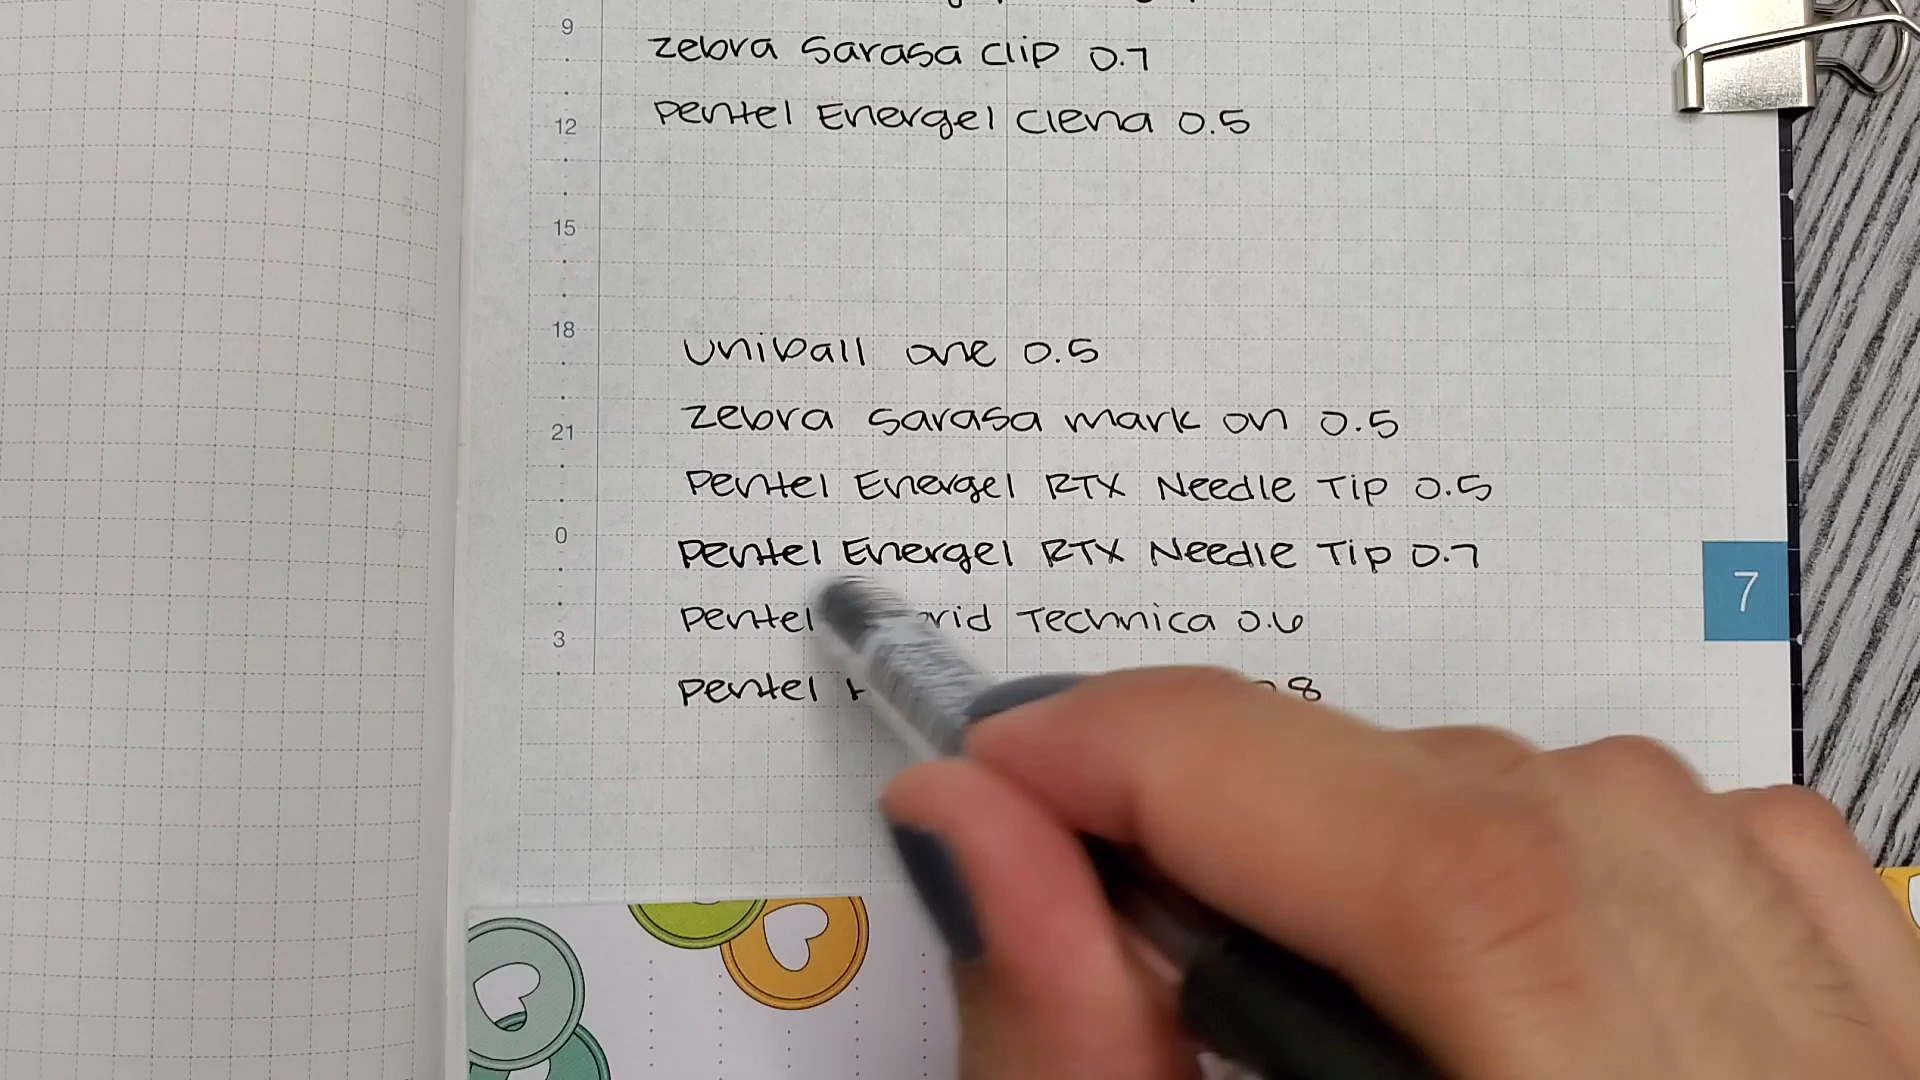 9
zebra Sarasa Clip 0.7
Pentel Energel Clena 0.5
12
15
18
Uniball one 0.5
zebra sarasa mark on 0.5
21
Pentel Energel RTX Needle Tip 0.5
0
Pentel Energel RTX Needle Tip 0.7
7
Pentel Technica 0.6
3
Pentel 8